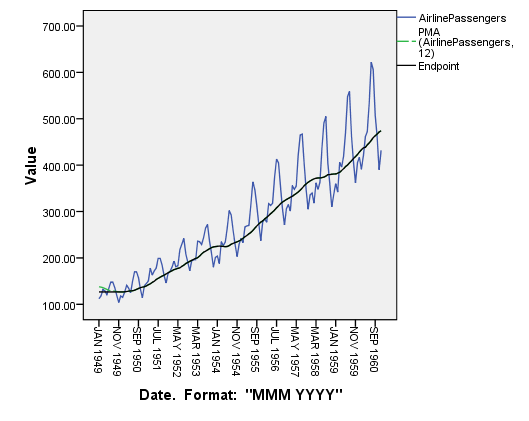 700.00
600.00
500.00
400.00
300.00
200.00
100.00
Value
JAN 1949
NOV 1949
SEP 1950
JUL 1951
MAY 1952
MAR 1953
JAN 1954
NOV 1954
SEP 1955
JUL 1956
MAY 1957
MAR 1958
JAN 1959
NOV 1959
SEP 1960
Date. Format: "MMM YYYY"
AirlinePassengers
PMA
(AirlinePassengers,
12)
Endpoint